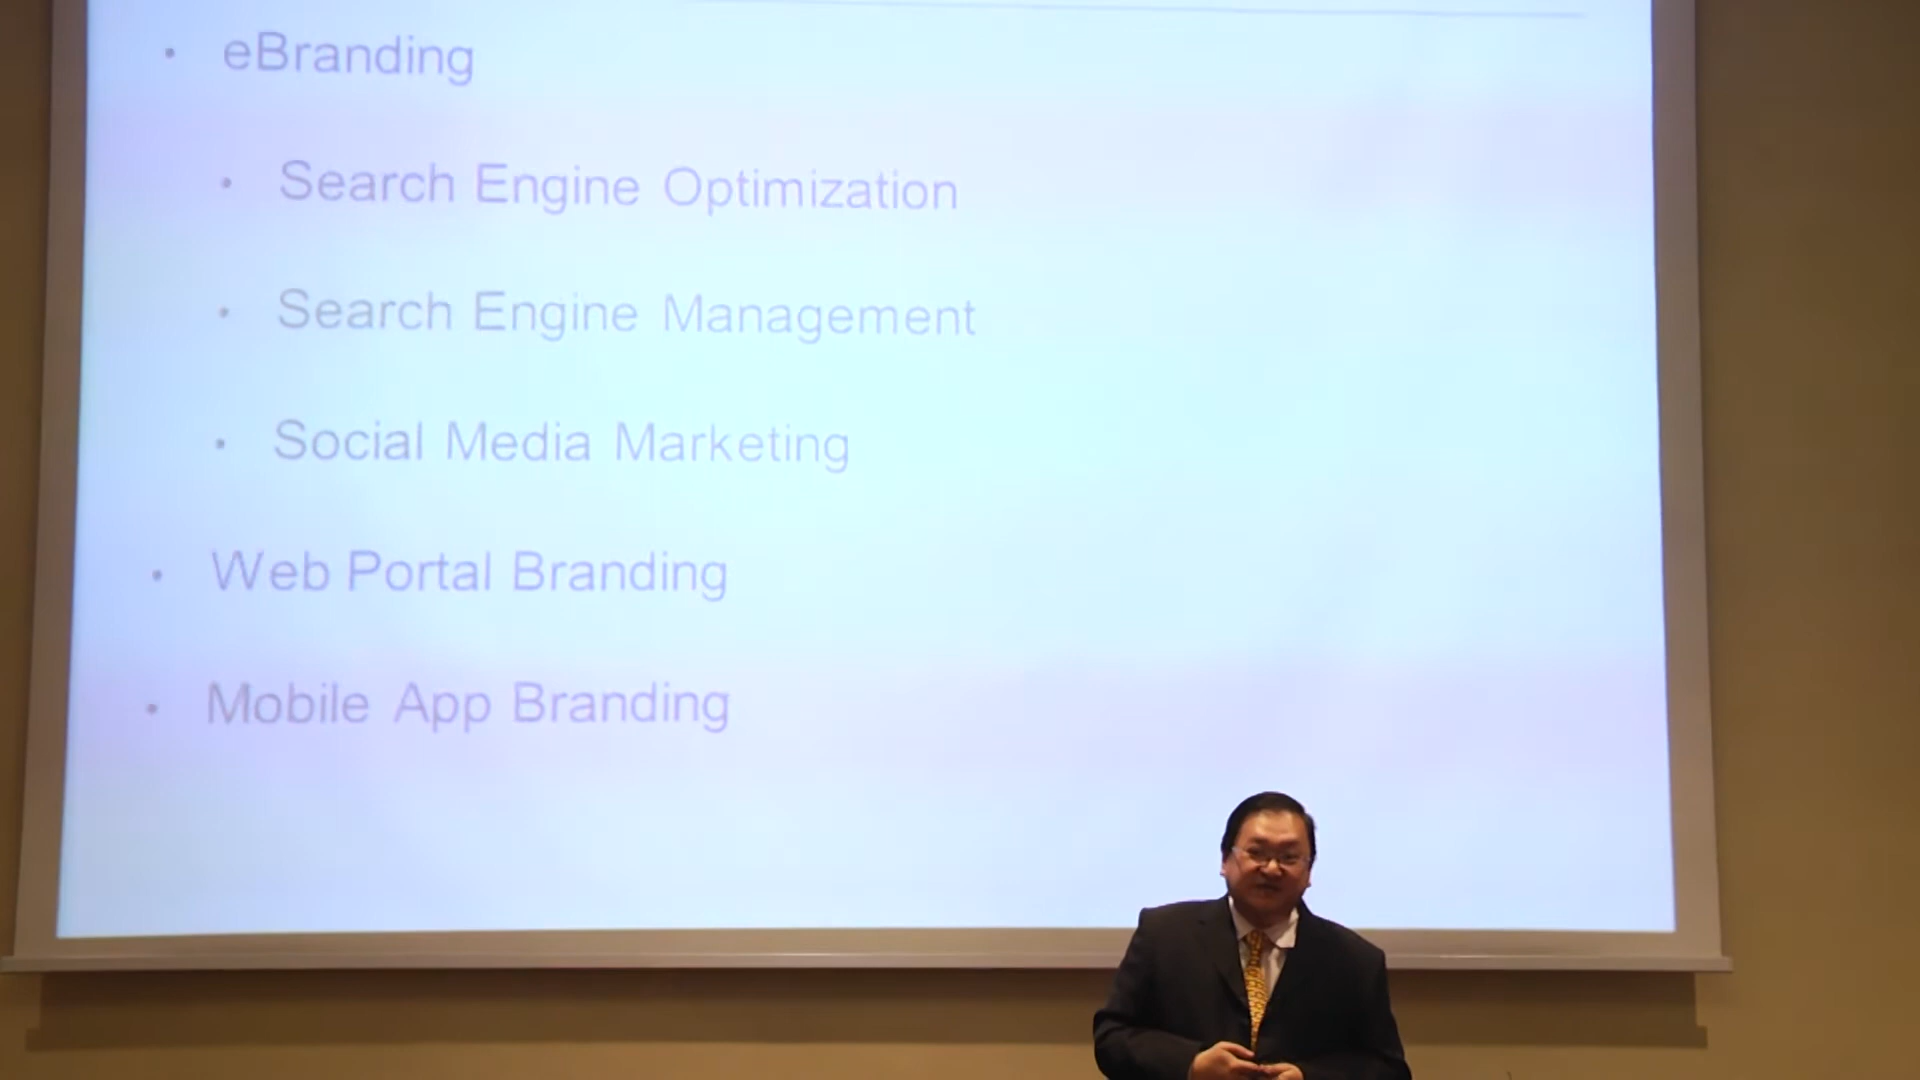 • eBranding
• Search Engine Optimization
• Search Engine Management
• Social Media Marketing
• Web Portal Branding
• Mobile App Branding